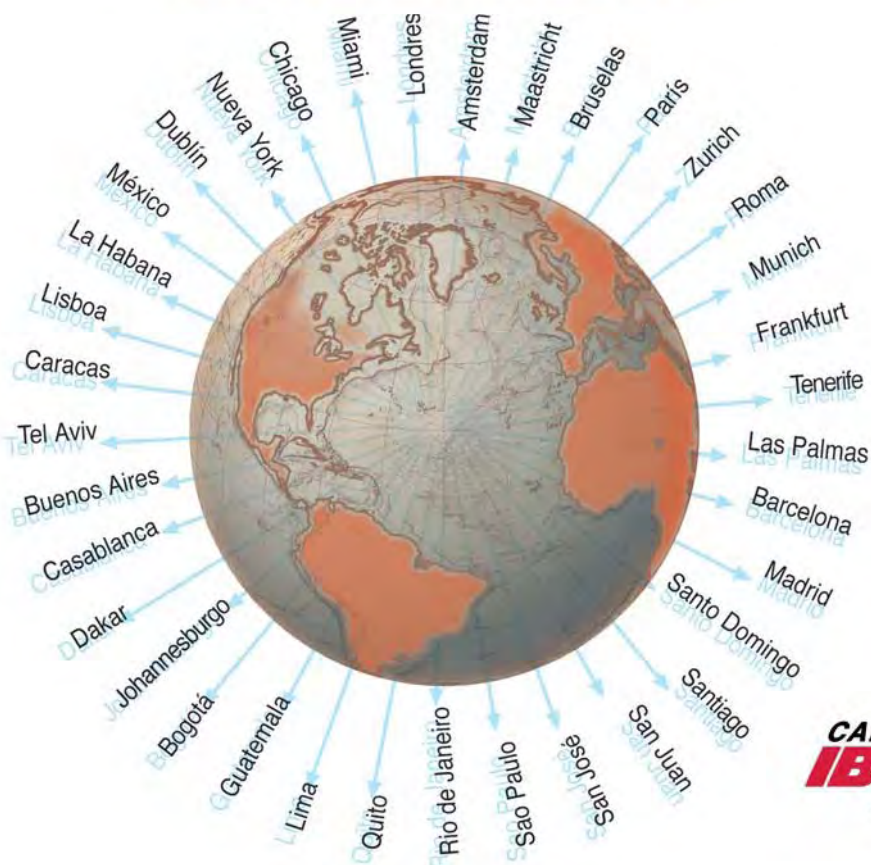 Londres
Amsterdam
Maastricht
Bruselas
París
Zurich
Roma
Munich
Frankfurt
Tenerife
Las Palmas
Barcelona
Madrid
Santo Domingo
Santiago
San Juan
San José
Sao Paulo
Rio de Janeiro
Quito
Lima
Guatemala
Bogotá
Johannesburgo
Dakar
Casablanca
Buenos Aires
Tel Aviv
Caracas
Lisboa
La Habana
México
Dublín
Nueva York
Chicago
Miami